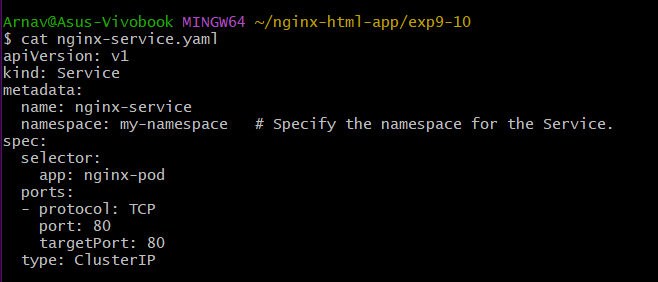 Arnav@Asus-Vivobook MINGW64 ~/nginx-html-app/exp9-10
$ cat nginx-service.yaml
apiVersion: v1
kind: Service
metadata:
  name: nginx-service
  namespace: my-namespace   # Specify the namespace for the Service.
spec:
  selector:
    app: nginx-pod
  ports:
  - protocol: TCP
    port: 80
    targetPort: 80
  type: ClusterIP